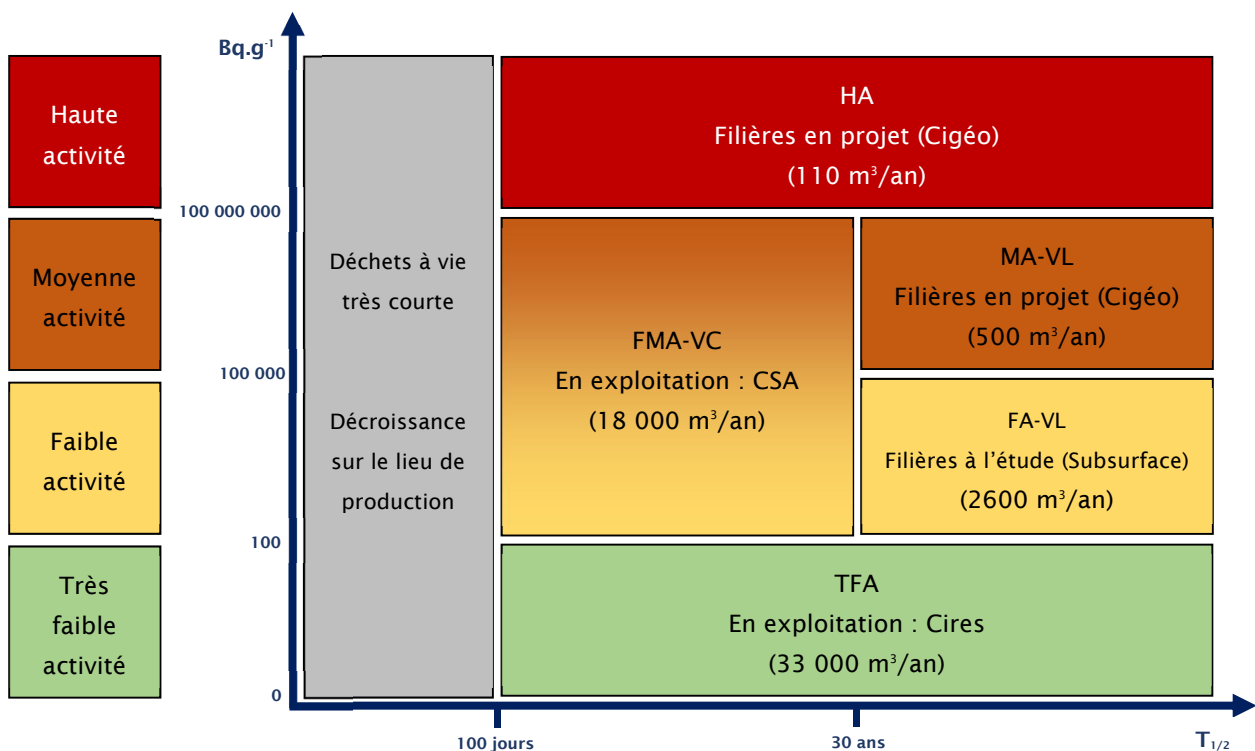 Bq.g⁻¹
Haute
activité
HA
Filières en projet (Cigéo)
(110 m³/an)
100 000 000
Moyenne
activité
Déchets à vie
très courte
FMA-VC
En exploitation : CSA
(18 000 m³/an)
MA-VL
Filières en projet (Cigéo)
(500 m³/an)
100 000
Faible
activité
Décroissance
sur le lieu de
production
FA-VL
Filières à l’étude (Subsurface)
(2600 m³/an)
100
Très
faible
activité
TFA
En exploitation : Cires
(33 000 m³/an)
0
100 jours
30 ans
T₁/₂